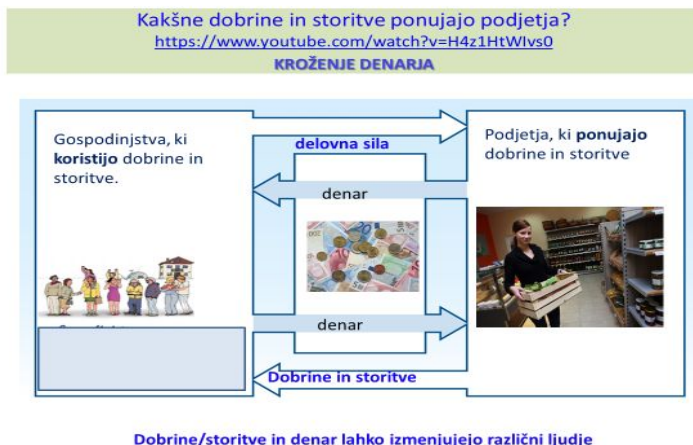 Kakšne dobrine in storitve ponujajo podjetja?
https://www.youtube.com/watch?v=H4z1HtWIvs0
KROŽENJE DENARJA
Gospodinjstva, ki
koristijo dobrine in
storitve.
delovna sila
Podjetja, ki ponujajo
dobrine in storitve
denar
denar
Dobrine in storitve
Dobrine/storitve in denar lahko izmenjujejo različni ljudje